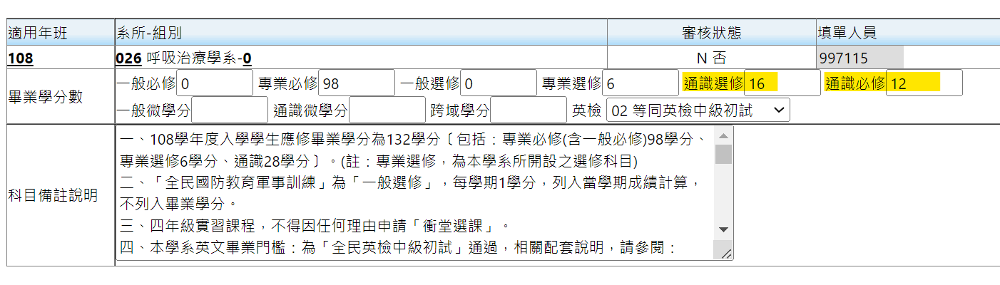 適用年班 系所-組別 審核狀態 填單人員
108 026 呼吸治療學系-0 N 否 997115
畢業學分數
一般必修 0 專業必修 98 一般選修 0 專業選修 6 通識選修 16 通識必修 12
一般微學分 通識微學分 跨域學分 英檢 02 等同英檢中級初試
科目備註說明
一、108學年度入學學生應修畢業學分為132學分〔包括：專業必修(含一般必修)98學分、
專業選修6學分、通識28學分〕。(註：專業選修，為本學系所開設之選修科目)
二、「全民國防教育軍事訓練」為「一般選修」，每學期1學分，列入當學期成績計算，
不列入畢業學分。
三、四年級實習課程，不得因任何理由申請「衝堂選課」。
四、本學系英文畢業門檻：為「全民英檢中級初試」通過，相關配套說明，請參閱：